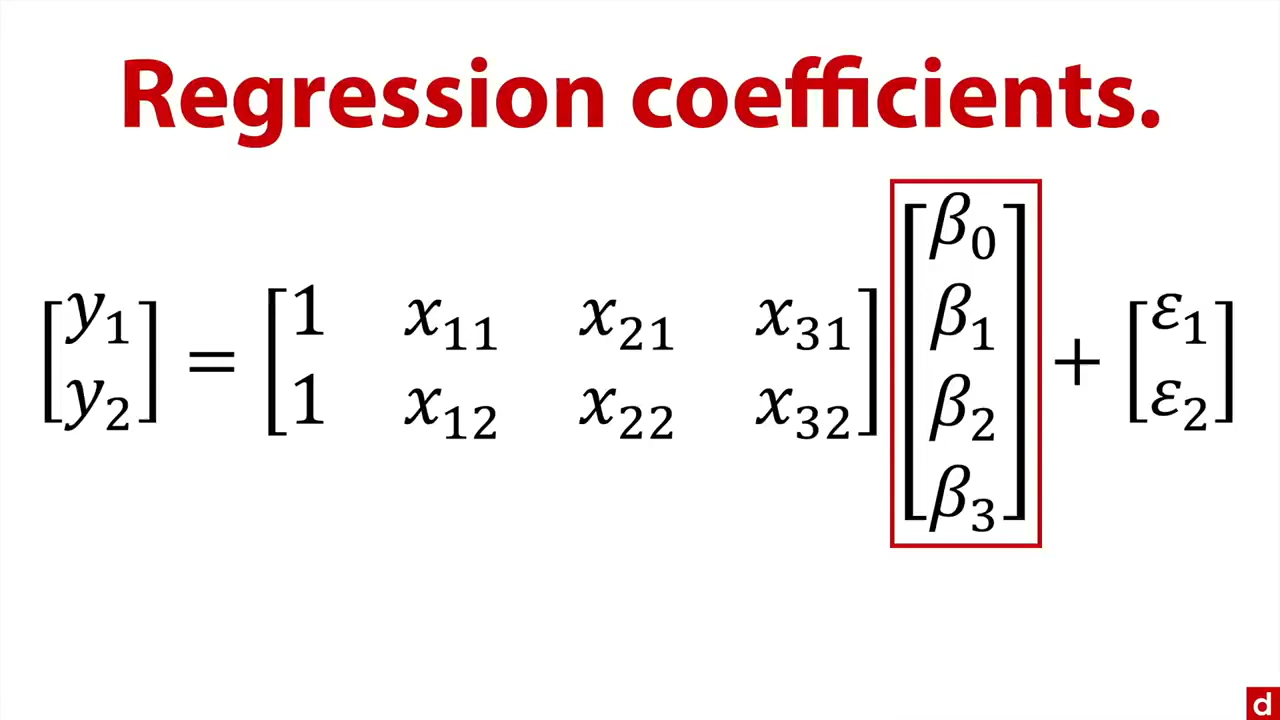 Regression coefficients.
[y₁ y₂] = [1 x₁₁ x₂₁ x₃₁
1 x₁₂ x₂₂ x₃₂] [β₀ β₁ β₂ β₃] + [ε₁ ε₂]
d